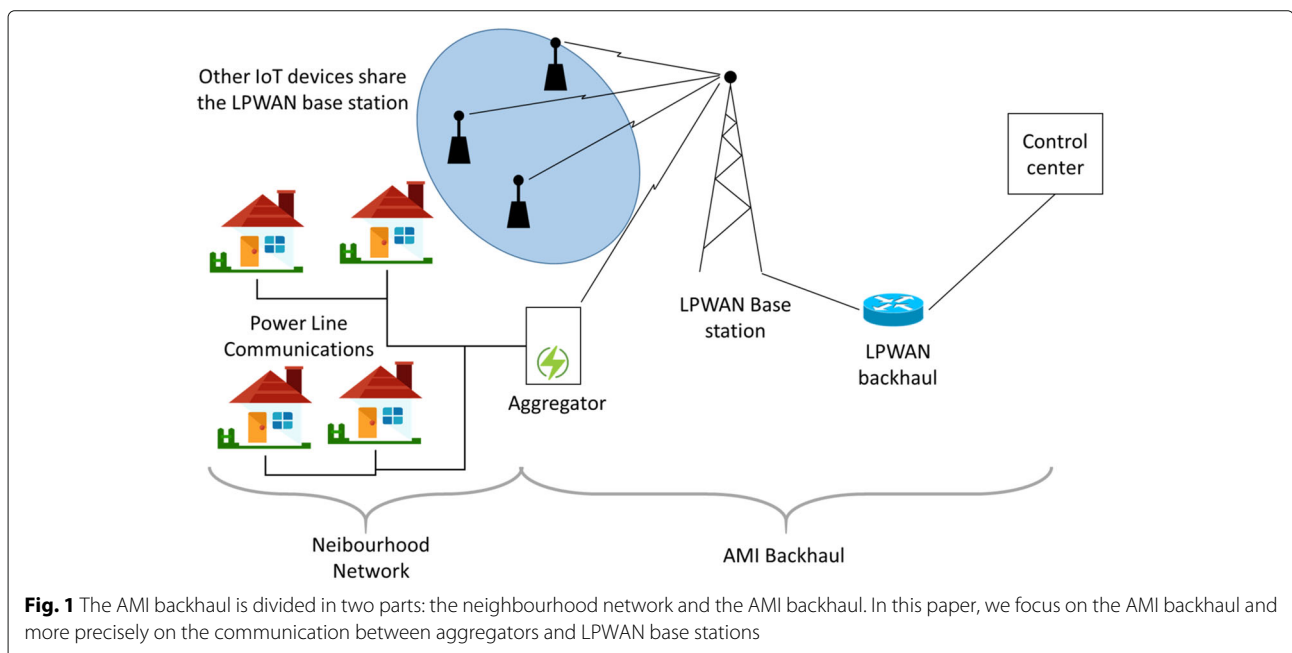 Other IoT devices share
the LPWAN base station
Control
center
Power Line
Communications
LPWAN Base
station
LPWAN
backhaul
Aggregator
Neibourhood
Network
AMI Backhaul
Fig. 1 The AMI backhaul is divided in two parts: the neighbourhood network and the AMI backhaul. In this paper, we focus on the AMI backhaul and
more precisely on the communication between aggregators and LPWAN base stations